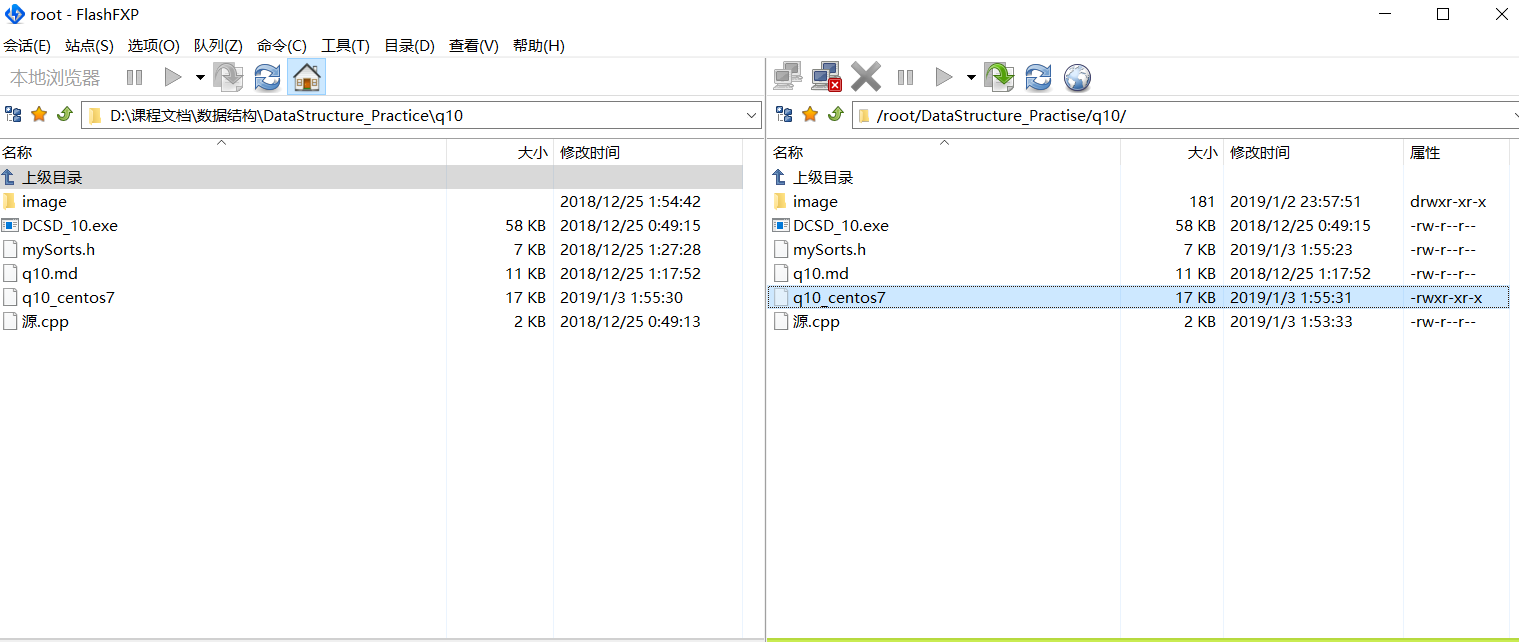 root - FlashFXP
会话(E) 站点(S) 选项(O) 队列(Z) 命令(C) 工具(T) 目录(D) 查看(V) 帮助(H)
本地浏览器
D:\课程文档\数据结构\DataStructure_Practice\q10
名称 大小 修改时间
上级目录
image 2018/12/25 1:54:42
DCSD_10.exe 58 KB 2018/12/25 0:49:15
mySorts.h 7 KB 2018/12/25 1:27:28
q10.md 11 KB 2018/12/25 1:17:52
q10_centos7 17 KB 2019/1/3 1:55:30
源.cpp 2 KB 2018/12/25 0:49:13
/root/DataStructure_Practise/q10/
名称 大小 修改时间 属性
上级目录
image 181 2019/1/2 23:57:51 drwxr-xr-x
DCSD_10.exe 58 KB 2018/12/25 0:49:15 -rw-r--r--
mySorts.h 7 KB 2019/1/3 1:55:23 -rw-r--r--
q10.md 11 KB 2018/12/25 1:17:52 -rw-r--r--
q10_centos7 17 KB 2019/1/3 1:55:31 -rwxr-xr-x
源.cpp 2 KB 2019/1/3 1:53:33 -rw-r--r--